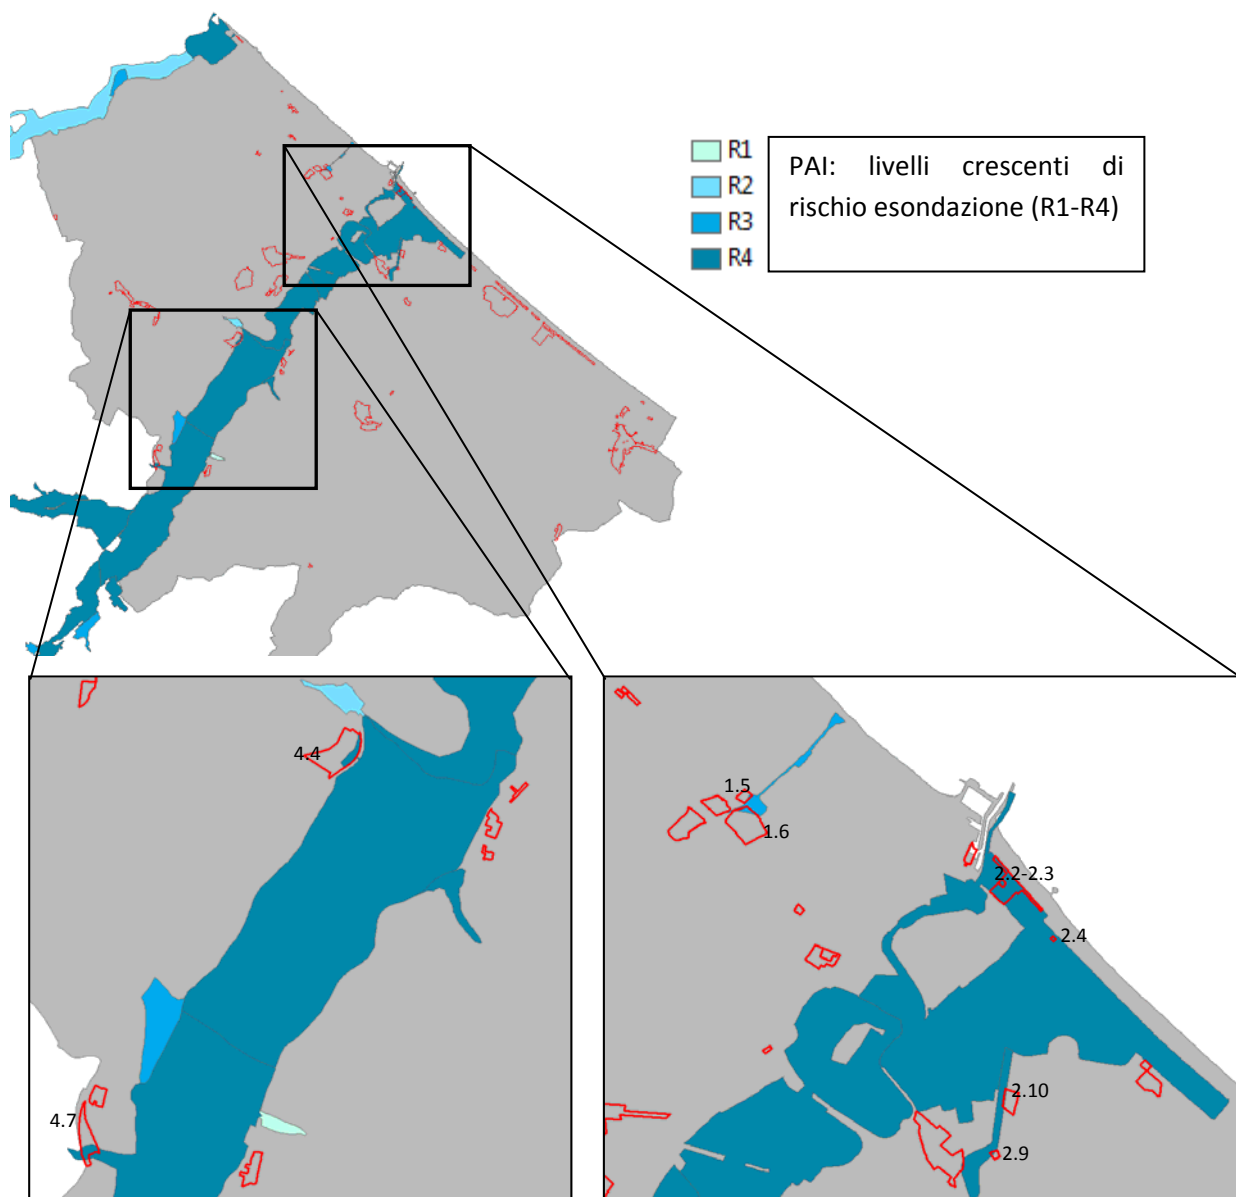 R1
R2
R3
R4
PAI: livelli crescenti di
rischio esondazione (R1-R4)
4.4
4.7
1.5
1.6
2.2-2.3
2.4
2.10
2.9